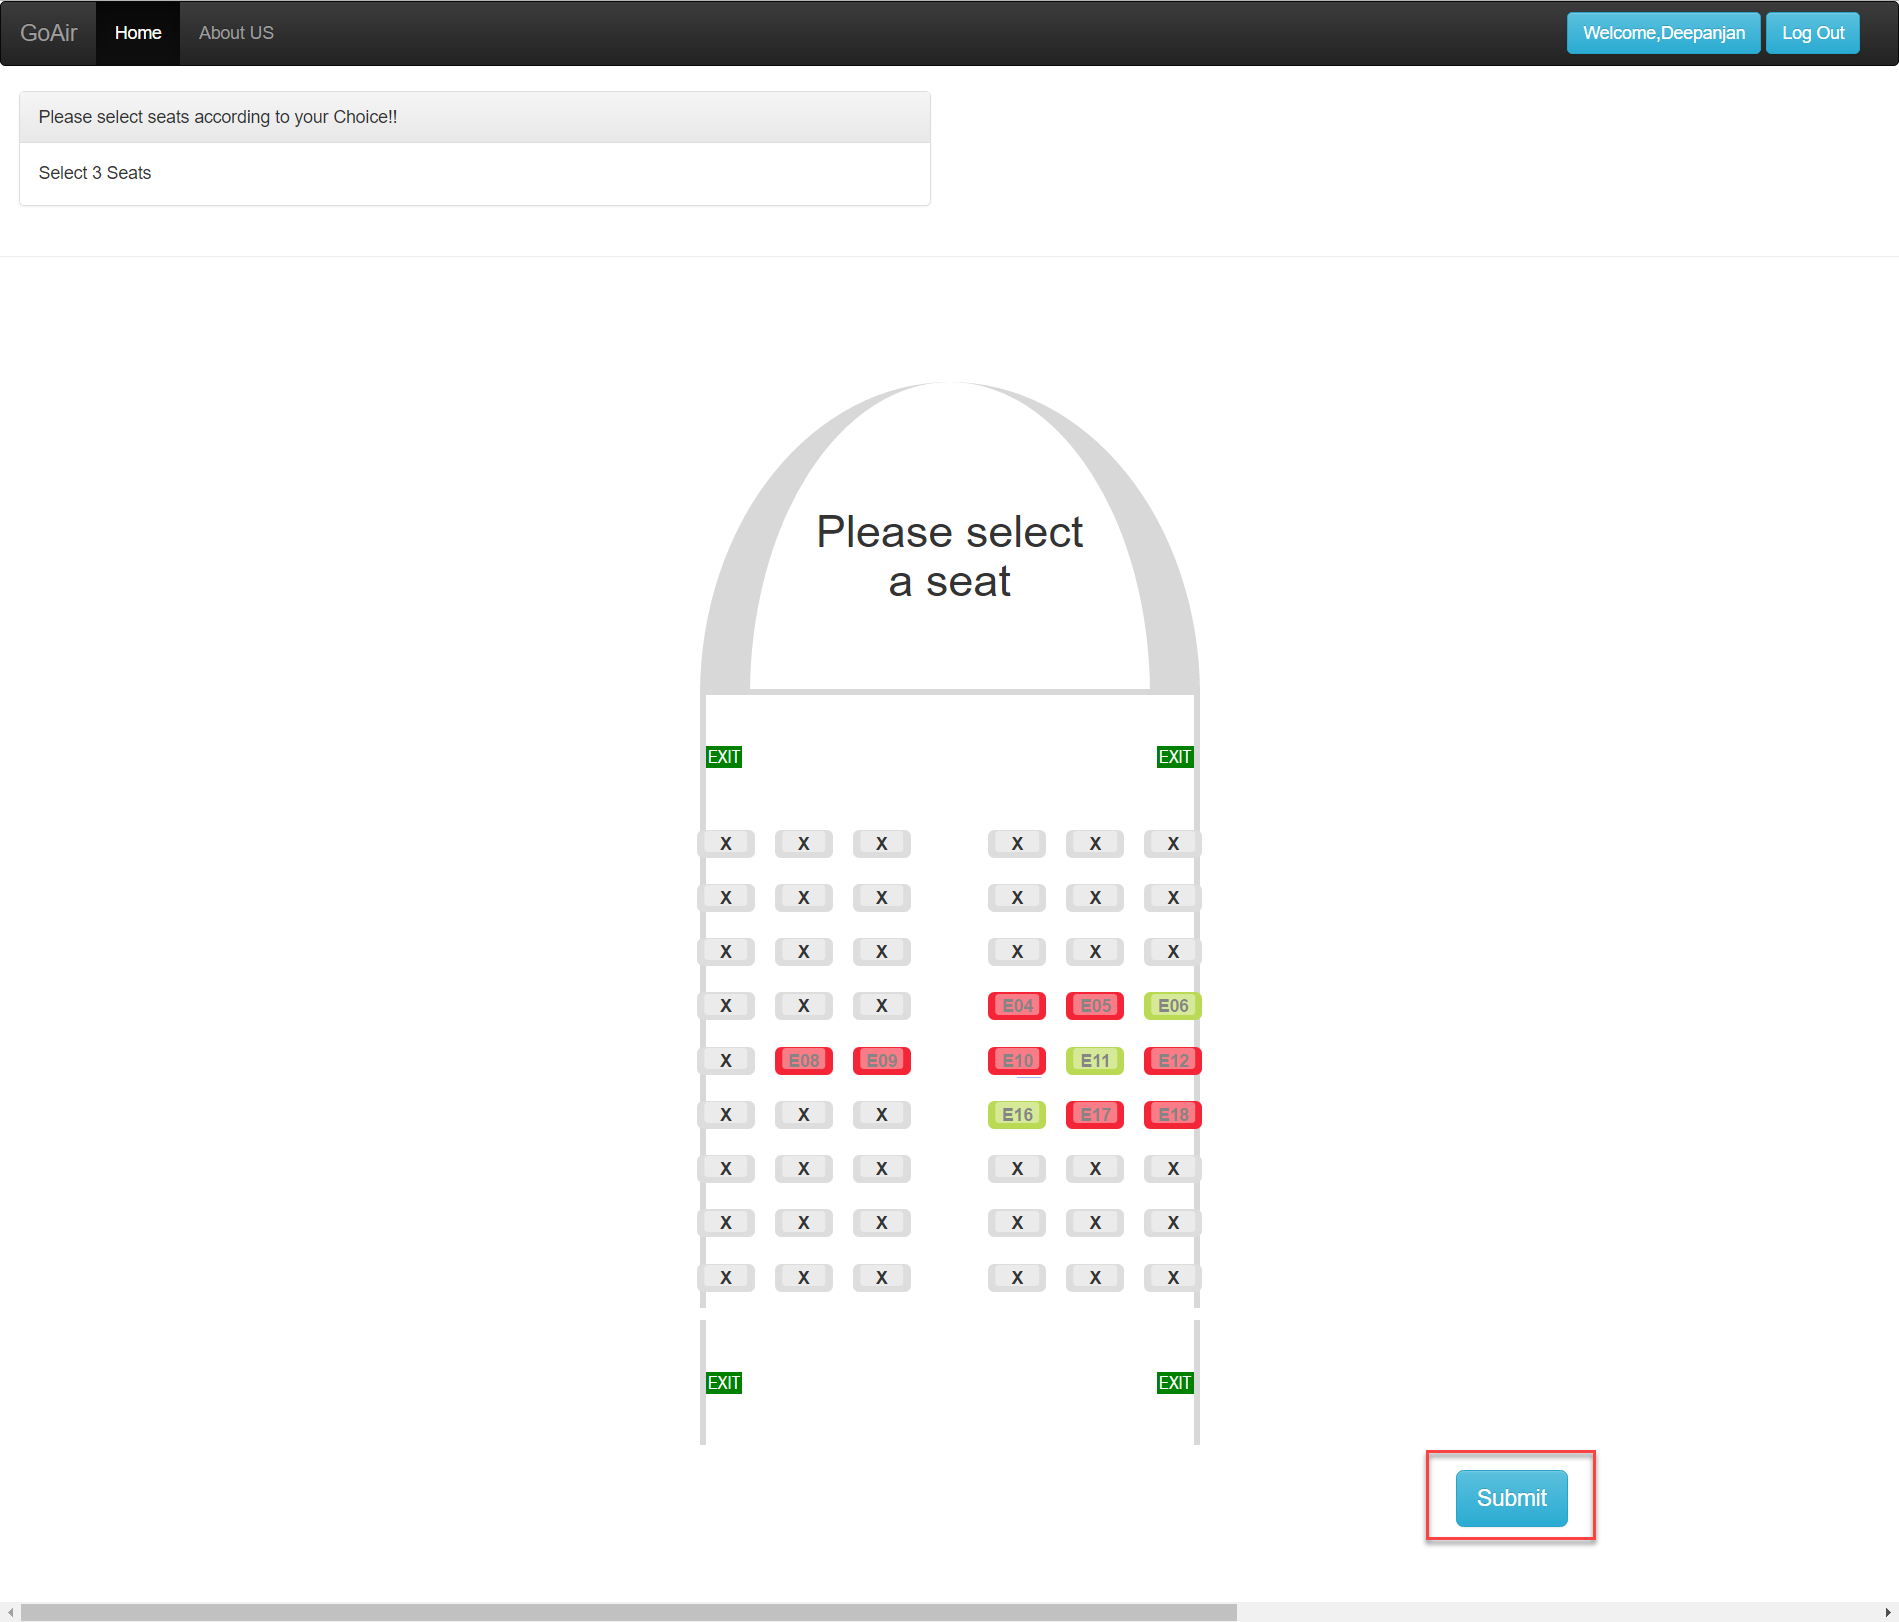 GoAir Home About US Welcome,Deepanjan Log Out
Please select seats according to your Choice!!
Select 3 Seats
Please select
a seat
EXIT EXIT
X X X X X X
X X X X X X
X X X X X X
X X X E04 E05 E06
X E08 E09 E10 E11 E12
X X X E16 E17 E18
X X X X X X
X X X X X X
X X X X X X
EXIT EXIT
Submit